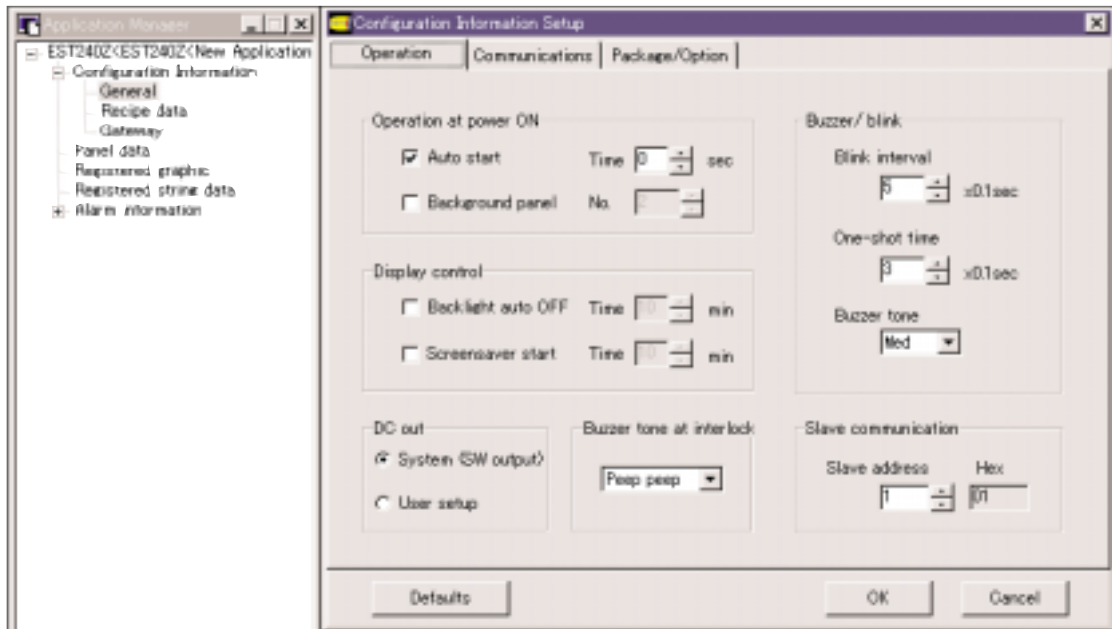 Application Manager
EST240Z<EST240Z<New Application
Configuration Information
General
Recipe data
Gateway
Panel data
Registered graphic
Registered string data
Alarm information
Configuration Information Setup
Operation
Communications
Package/Option
Operation at power ON
Auto start Time 0 sec
Background panel No. 2
Display control
Backlight auto OFF Time 10 min
Screensaver start Time 10 min
DC out
System (SW output)
User setup
Buzzer tone at interlock
Peep peep
Buzzer/ blink
Blink interval
5 x0.1sec
One-shot time
3 x0.1sec
Buzzer tone
Med
Slave communication
Slave address Hex
1 01
Defaults
OK
Cancel